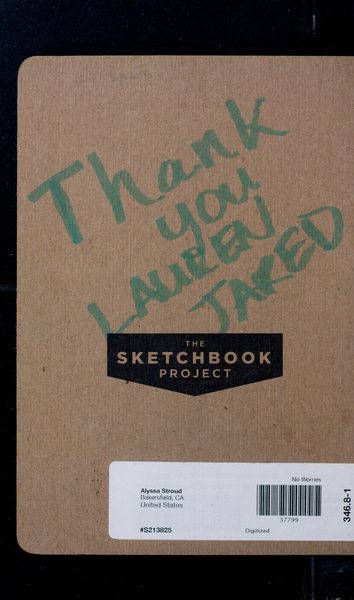 Thank
you
LAUREN
JARED
THE
SKETCHBOOK
PROJECT
No Worries
Alyssa Stroud
Bakersfield, CA
United States
37799
#S213825
Digitized
346.8-1